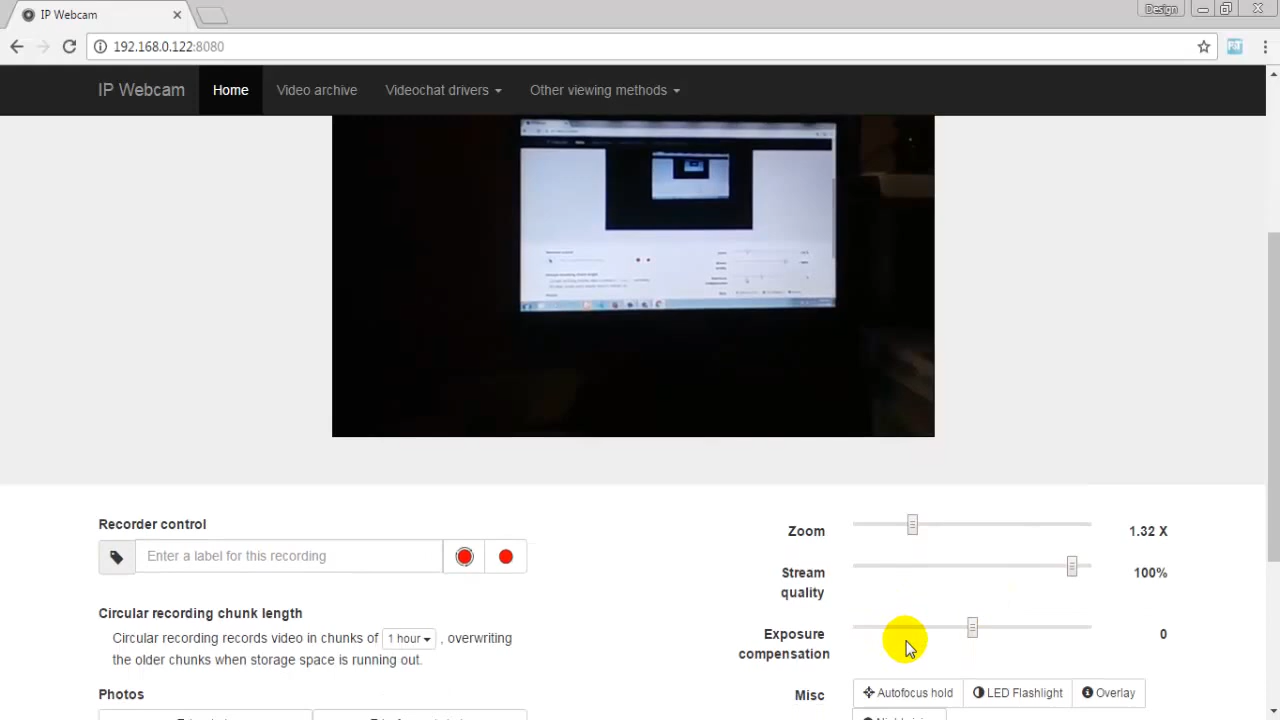 IP Webcam
Design
192.168.0.122:8080
IP Webcam Home Video archive Videochat drivers Other viewing methods
Recorder control
Enter a label for this recording
Circular recording chunk length
Circular recording records video in chunks of 1 hour , overwriting
the older chunks when storage space is running out.
Photos
Zoom 1.32 X
Stream quality 100%
Exposure compensation 0
Misc Autofocus hold LED Flashlight Overlay